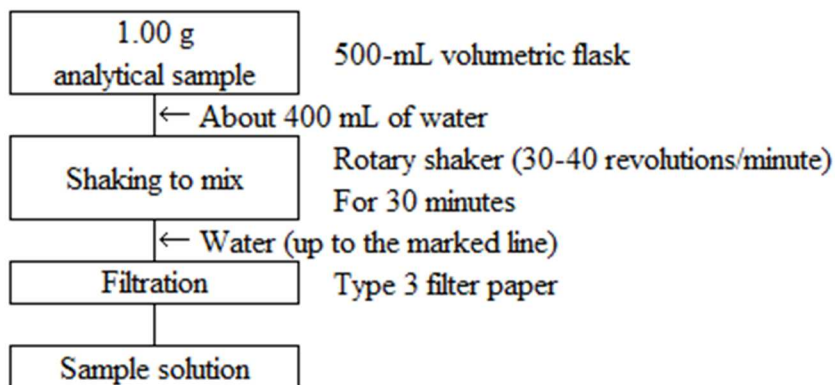 1.00 g
analytical sample
500-mL volumetric flask
← About 400 mL of water
Shaking to mix
Rotary shaker (30-40 revolutions/minute)
For 30 minutes
← Water (up to the marked line)
Filtration
Type 3 filter paper
Sample solution